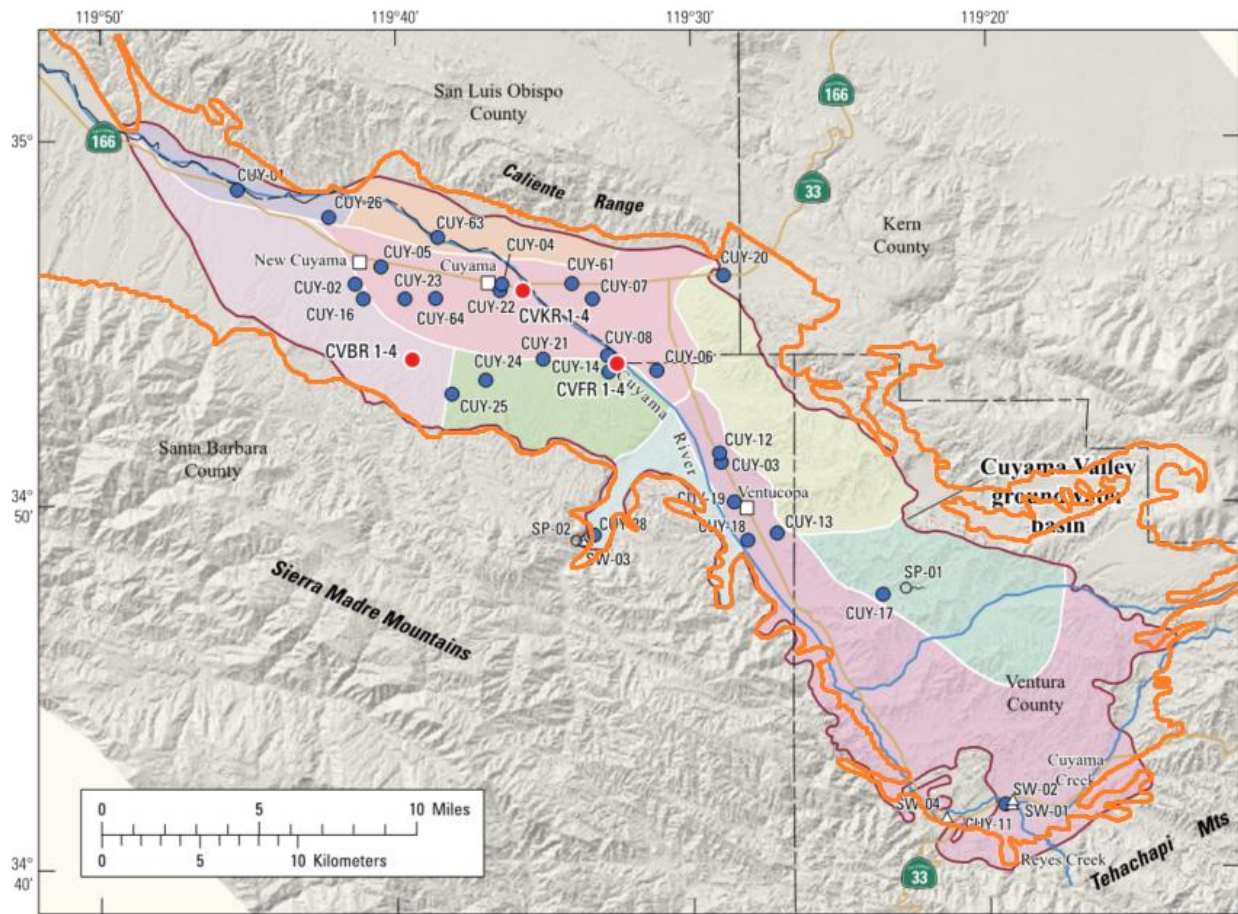 119°50'
119°40'
119°30'
119°20'
166
San Luis Obispo
County
166
35°
33
CUY-01
Caliente Range
Kern
County
CUY-26
CUY-63
CUY-04
New Cuyama
CUY-05
Cuyama
CUY-61
CUY-20
CUY-02
CUY-23
CUY-22
CUY-07
CUY-16
CUY-64
CVKR 1-4
CUY-21
CUY-08
CVBR 1-4
CUY-24
CUY-14
CUY-06
CVFR 1-4
CUY-25
Cuyama
River
Santa Barbara
County
CUY-12
CUY-03
Cuyama Valley
groundwater
basin
34°
50'
CUY-19
Ventucopa
CUY-18
CUY-13
SP-02
CUY-28
SW-03
SP-01
Sierra Madre Mountains
CUY-17
Ventura
County
Cuyama
Creek
0 5 10 Miles
0 5 10 Kilometers
SW-02
SW-04
SW-01
CUY-11
Reyes Creek
Tehachapi Mts
34°
40'
33